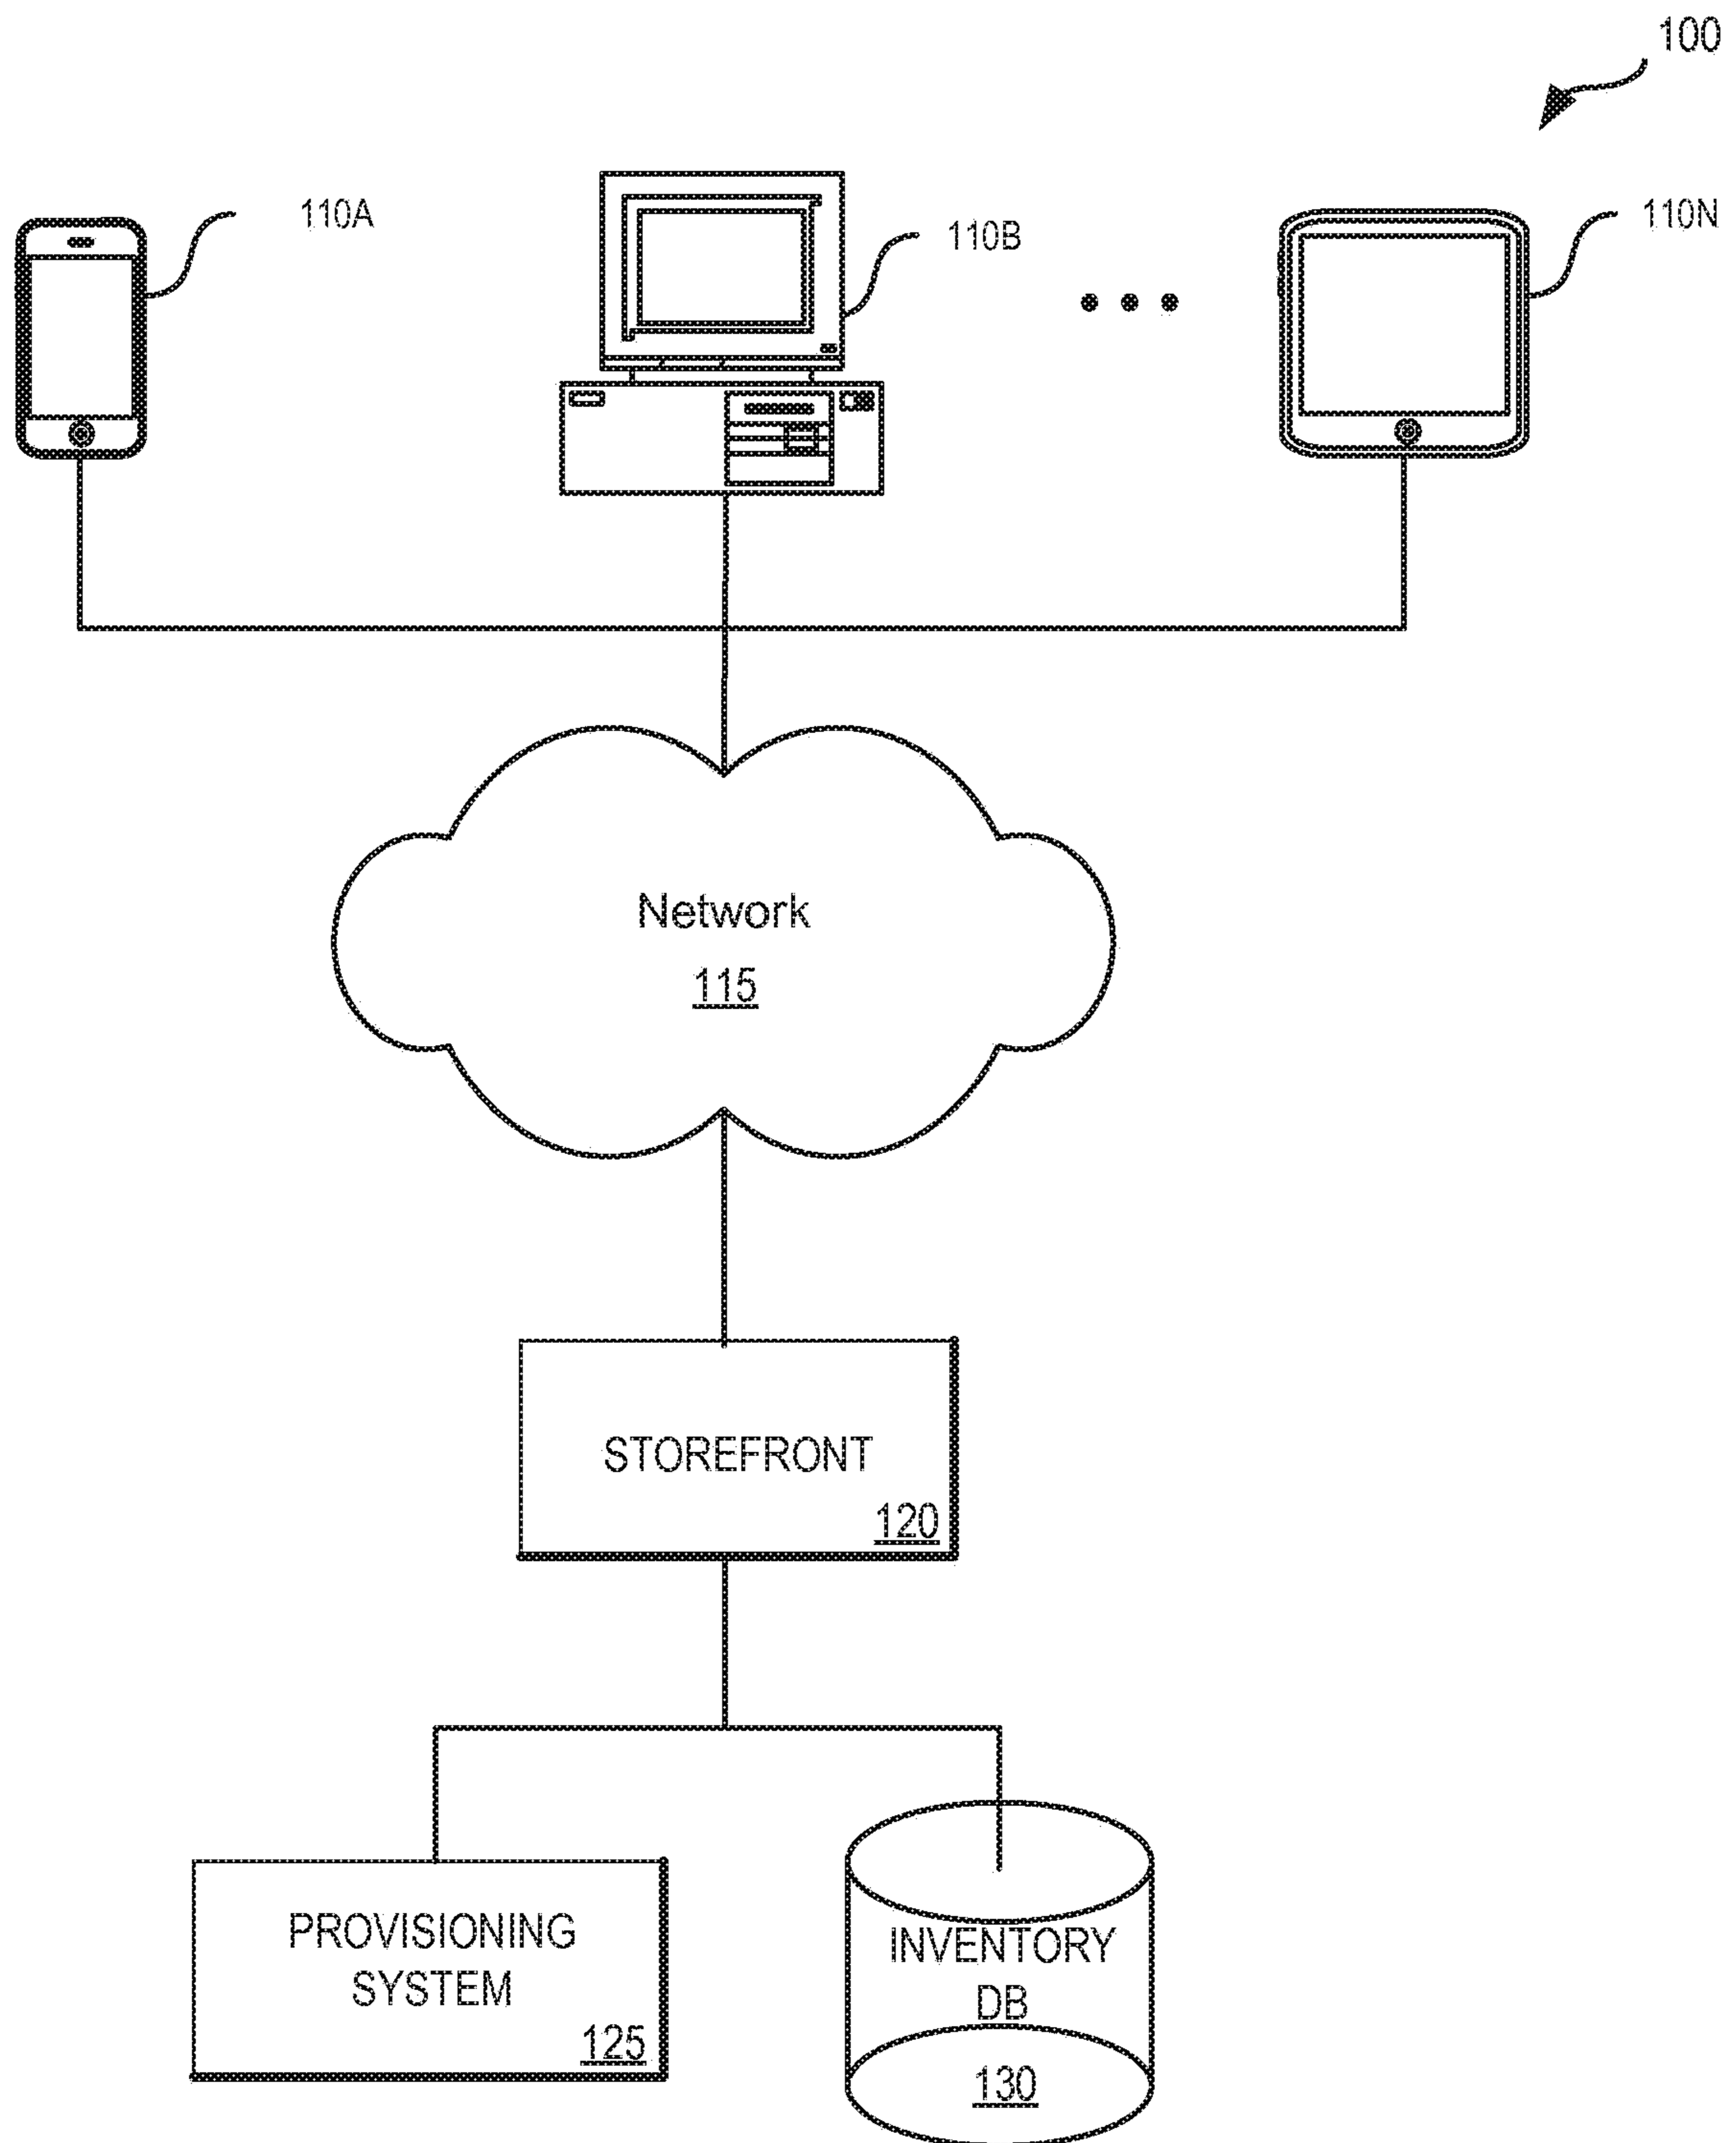 100
110A
110B
110N
Network
115
STOREFRONT
120
PROVISIONING
SYSTEM
125
INVENTORY
DB
130